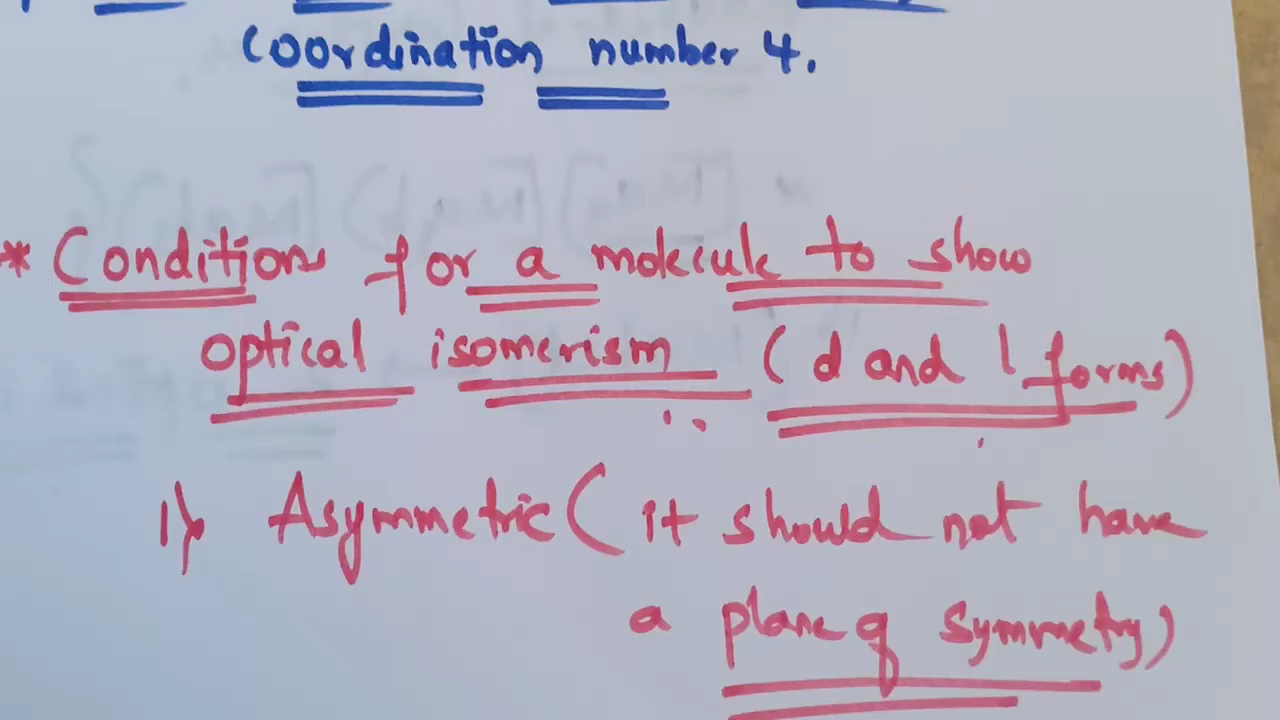 Coordination number 4.
* Conditions for a molecule to show
optical isomerism (d and l forms)
:.
1) Asymmetric (it should not have
a plane of symmetry)